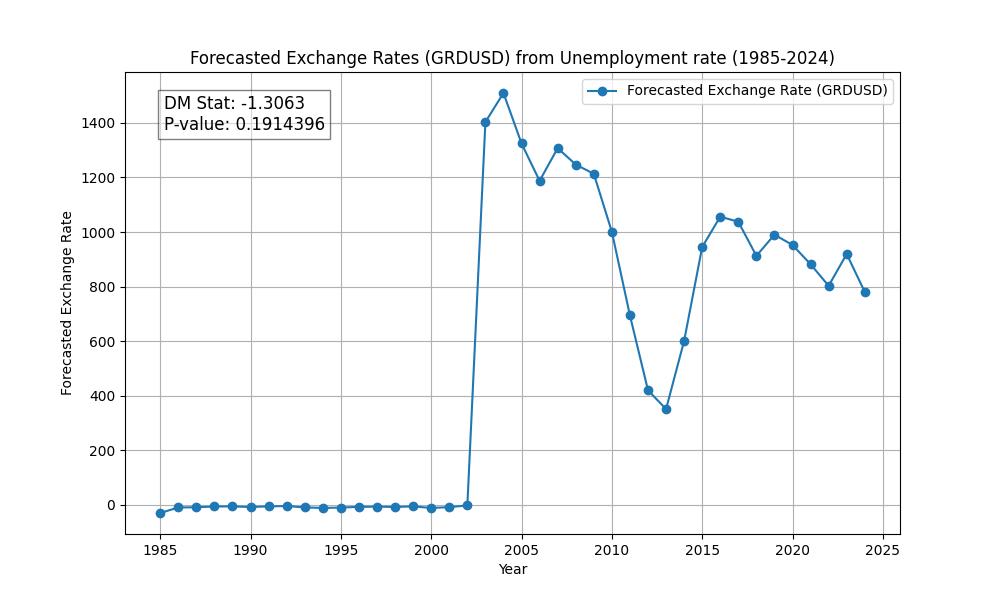 Forecasted Exchange Rates (GRDUSD) from Unemployment rate (1985-2024)
DM Stat: -1.3063
P-value: 0.1914396
Forecasted Exchange Rate (GRDUSD)
Forecasted Exchange Rate
1400
1200
1000
800
600
400
200
0
1985 1990 1995 2000 2005 2010 2015 2020 2025
Year